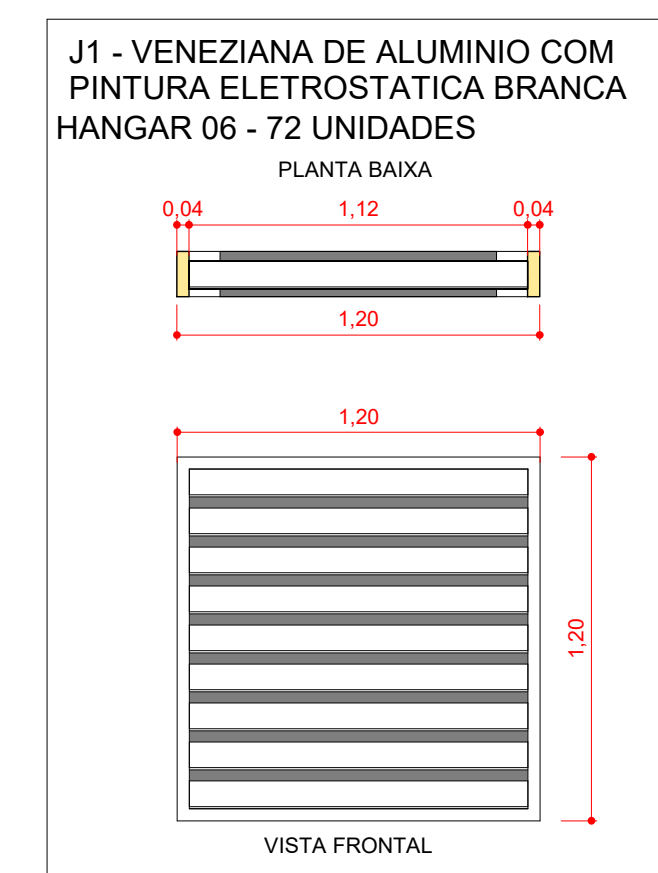 J1 - VENEZIANA DE ALUMINIO COM
PINTURA ELETROSTATICA BRANCA
HANGAR 06 - 72 UNIDADES
PLANTA BAIXA
0,04 1,12 0,04
1,20
1,20
1,20
VISTA FRONTAL